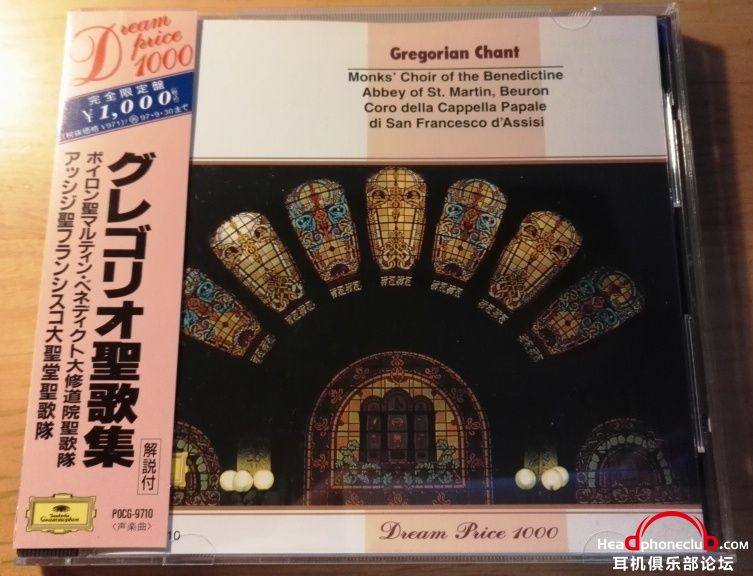 Dream
price
1000
完全限定盤
¥1,000
グレゴリオ聖歌集
ボイロン聖マルティン・ベネディクト大修道院聖歌隊
アッシジ聖フランシスコ大聖堂聖歌隊
解説付
Deutsche
Grammophon
POCG-9710
〈声楽曲〉
Gregorian Chant
Monks' Choir of the Benedictine
Abbey of St. Martin, Beuron
Coro della Cappella Papale
di San Francesco d'Assisi
10
Dream Price 1000
Headphoneclub.com
耳机俱乐部论坛